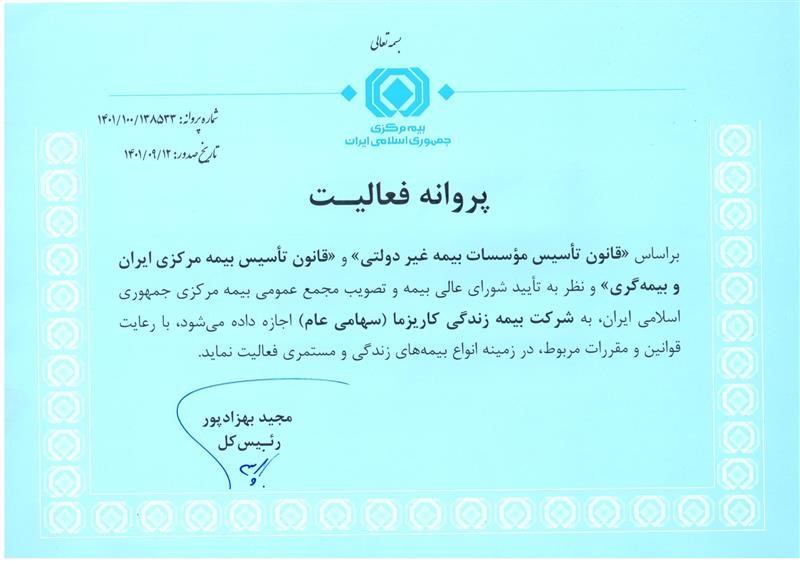 بسمه تعالی
بیمه مرکزی
جمهوری اسلامی ایران
شماره پروانه: ۱۴۰۱/۱۰۰/۱۳۸۵۳۳
تاریخ صدور: ۱۴۰۱/۰۹/۱۲
پروانه فعالیــت
براساس «قانون تأسیس مؤسسات بیمه غیر دولتی» و «قانون تأسیس بیمه مرکزی ایران
و بیمه‌گری» و نظر به تأیید شورای عالی بیمه و تصویب مجمع عمومی بیمه مرکزی جمهوری
اسلامی ایران، به شرکت بیمه زندگی کاریزما (سهامی عام) اجازه داده می‌شود، با رعایت
قوانین و مقررات مربوط، در زمینه انواع بیمه‌های زندگی و مستمری فعالیت نماید.
مجید بهزادپور
رئـیس‌کل